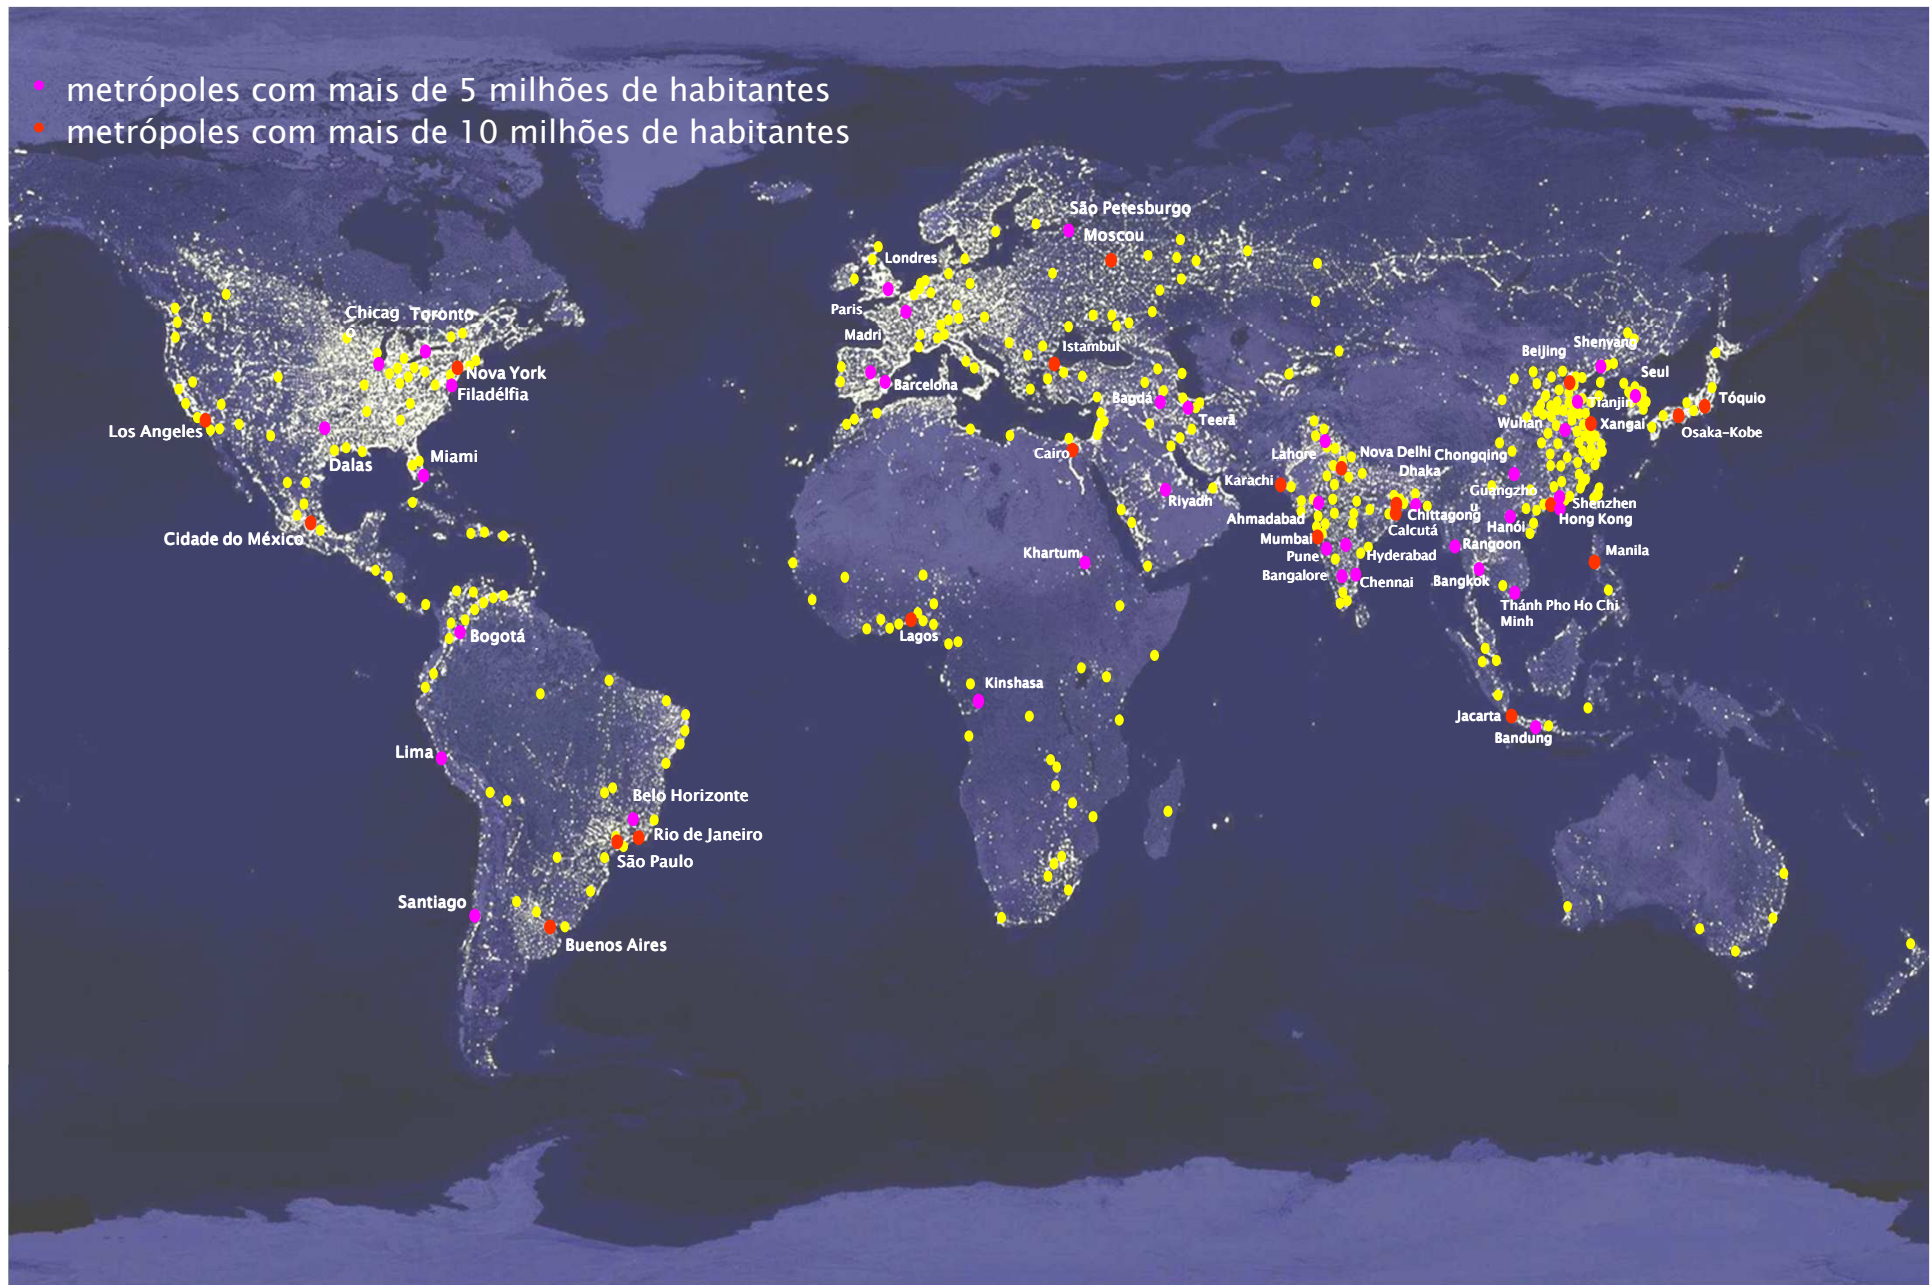 metrópoles com mais de 5 milhões de habitantes
metrópoles com mais de 10 milhões de habitantes
São Petesburgo
Moscou
Londres
Paris
Madri
Barcelona
Istambul
Chicag
o
Toronto
Nova York
Filadélfia
Los Angeles
Dalas
Miami
Cidade do México
Bagdá
Teerã
Cairo
Riyadh
Khartum
Lagos
Kinshasa
Beijing
Shenyang
Seul
Tianjin
Tóquio
Osaka-Kobe
Wuhan
Xangai
Lahore
Nova Delhi
Chongqing
Dhaka
Karachi
Guangzho
u
Shenzhen
Hong Kong
Ahmadabad
Chittagong
Calcutá
Hanói
Mumbai
Pune
Hyderabad
Rangoon
Manila
Bangalore
Chennai
Bangkok
Thánh Pho Ho Chi
Minh
Jacarta
Bandung
Bogotá
Lima
Belo Horizonte
Rio de Janeiro
São Paulo
Santiago
Buenos Aires